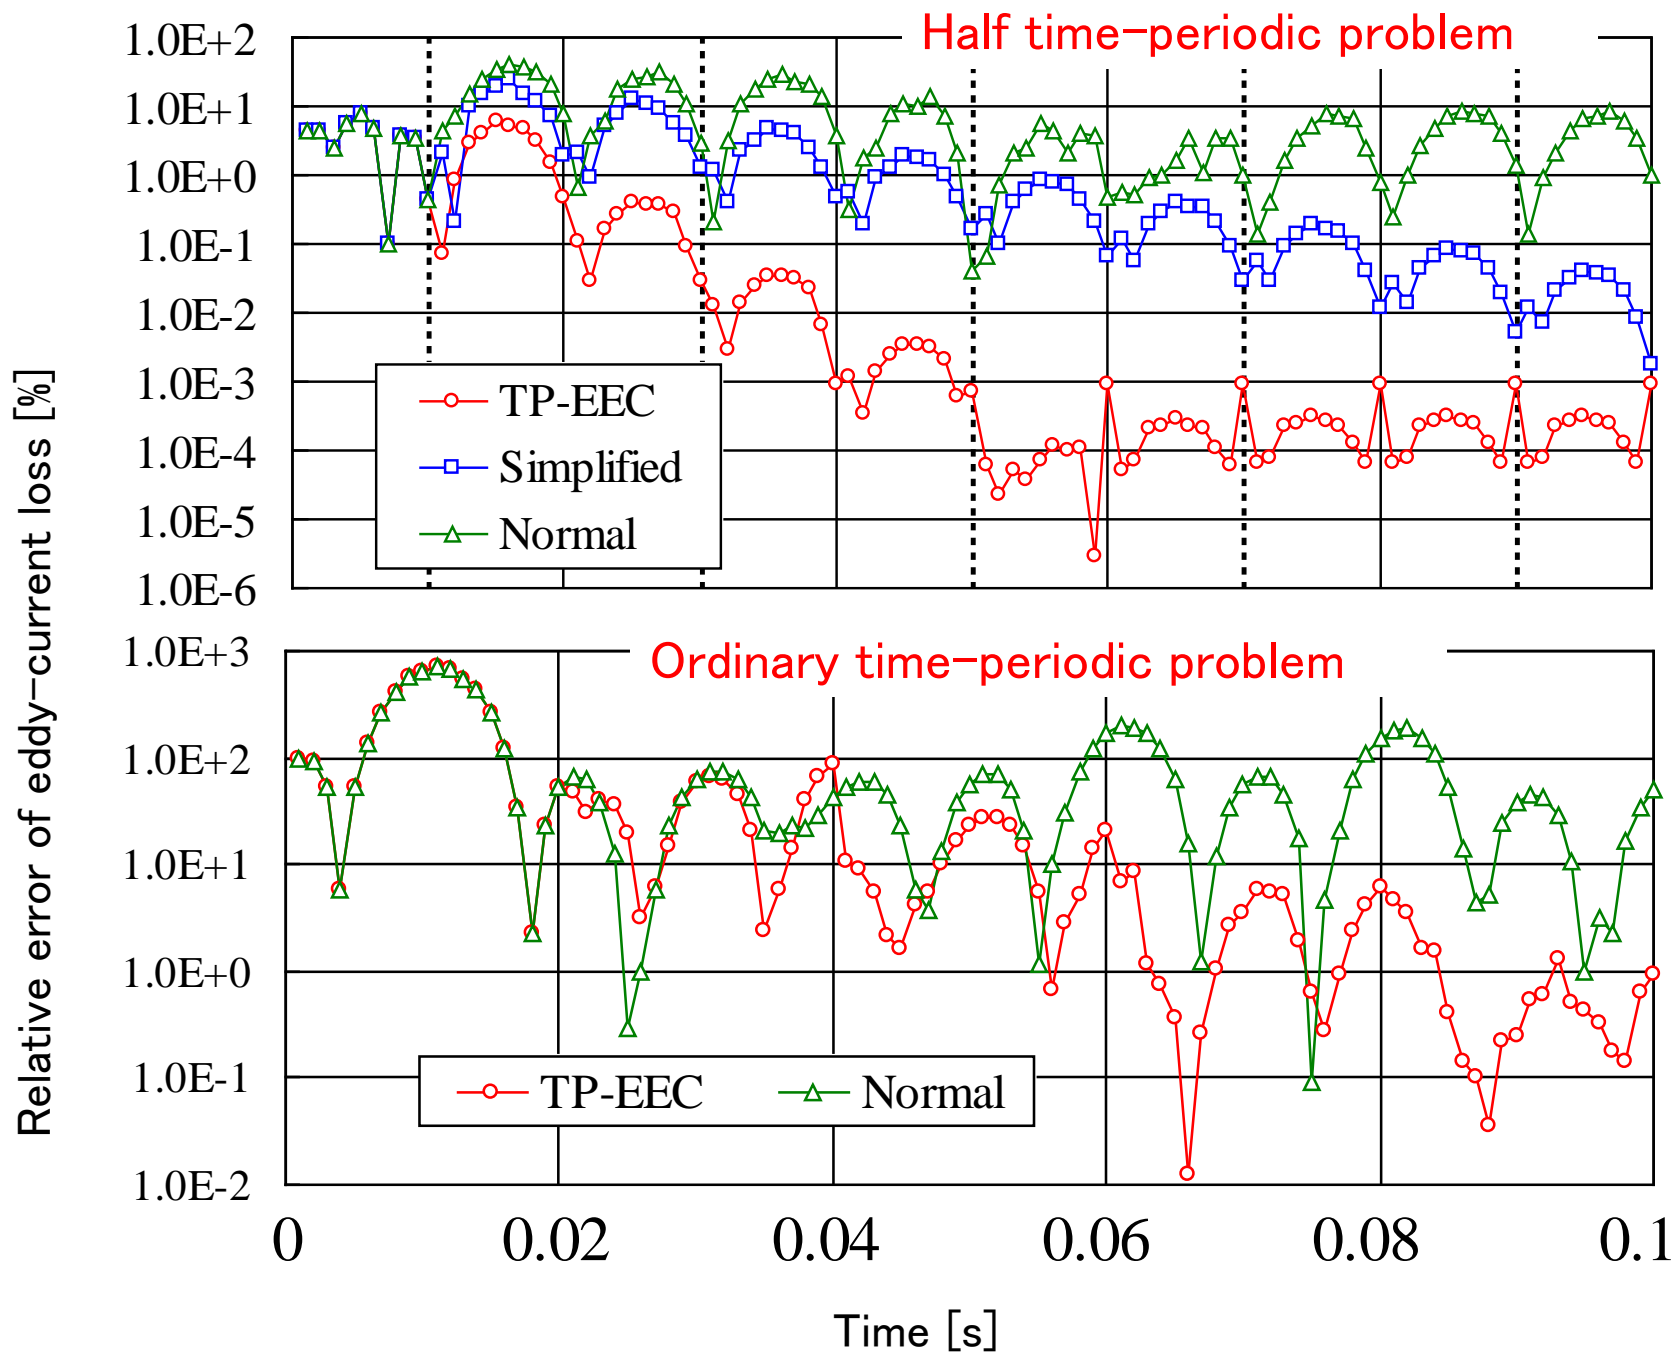 Half time-periodic problem
1.0E+2
1.0E+1
1.0E+0
1.0E-1
1.0E-2
1.0E-3
1.0E-4
1.0E-5
1.0E-6
TP-EEC
Simplified
Normal
Relative error of eddy-current loss [%]
Ordinary time-periodic problem
1.0E+3
1.0E+2
1.0E+1
1.0E+0
1.0E-1
1.0E-2
TP-EEC Normal
0 0.02 0.04 0.06 0.08 0.1
Time [s]